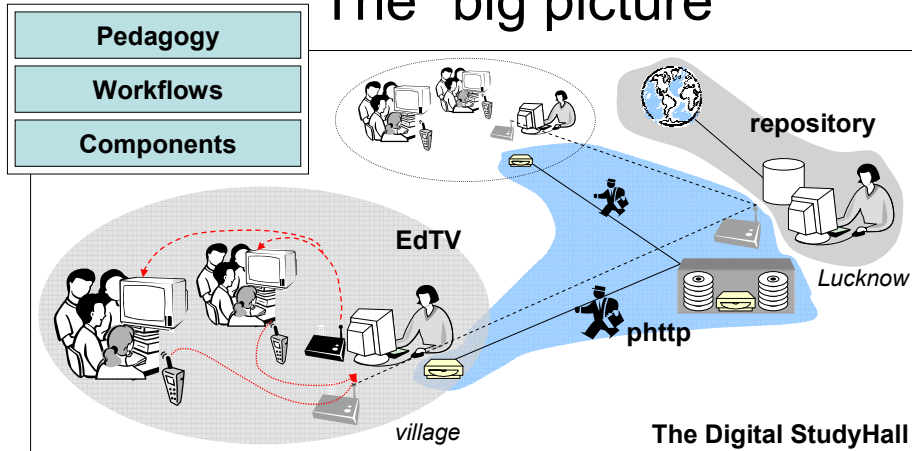 The "big picture"
Pedagogy
Workflows
Components
repository
EdTV
Lucknow
phttp
village
The Digital StudyHall